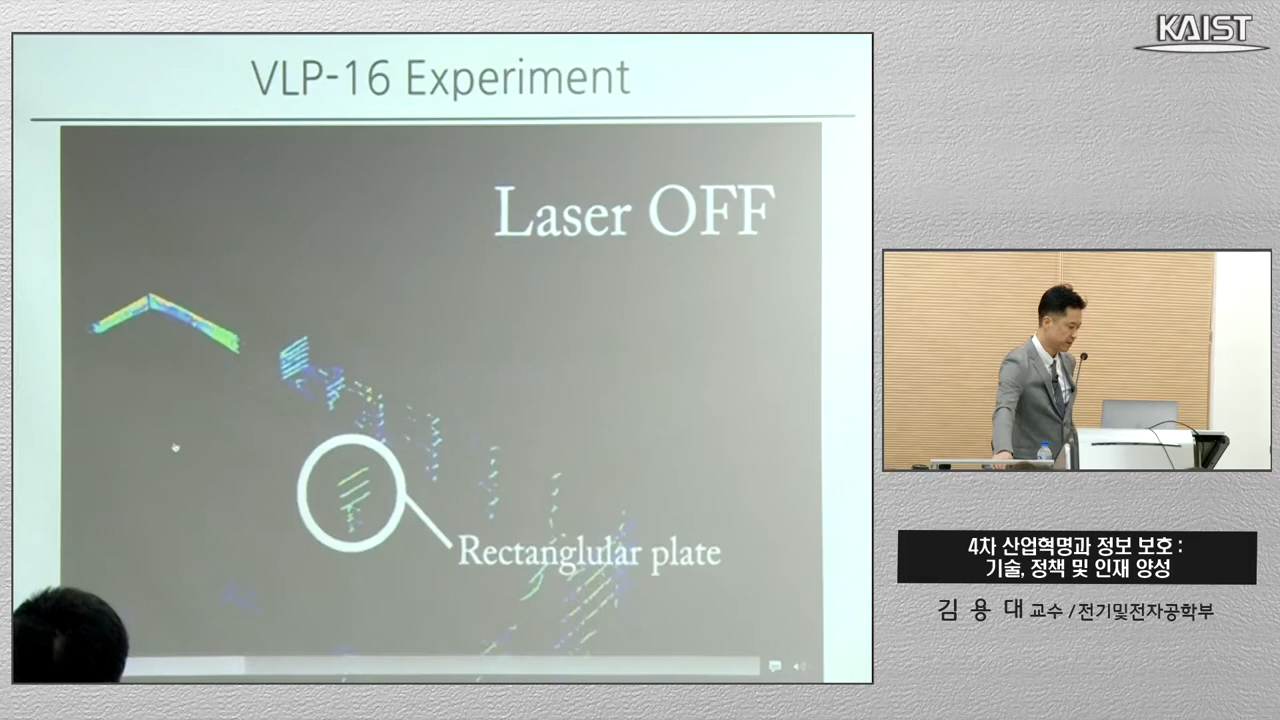 KAIST
VLP-16 Experiment
Laser OFF
Rectanglular plate
4차 산업혁명과 정보 보호 :
기술, 정책 및 인재 양성
김 용 대 교수 / 전기및전자공학부